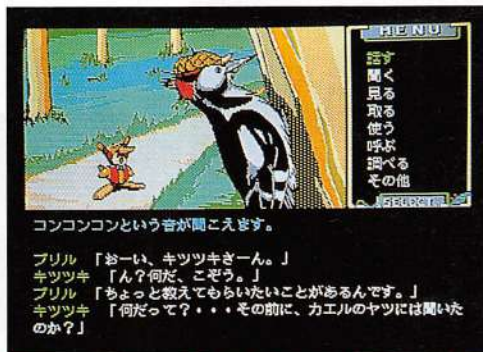 MENU
話す
聞く
見る
取る
使う
呼ぶ
調べる
その他
SELECT
コンコンコンという音が聞こえます。
プリル 「おーい、キツツキさーん。」
キツツキ 「ん？何だ、こぞう。」
プリル 「ちょっと教えてもらいたいことがあるんです。」
キツツキ 「何だって？・・・その前に、カエルのヤツには聞いた
のか？」